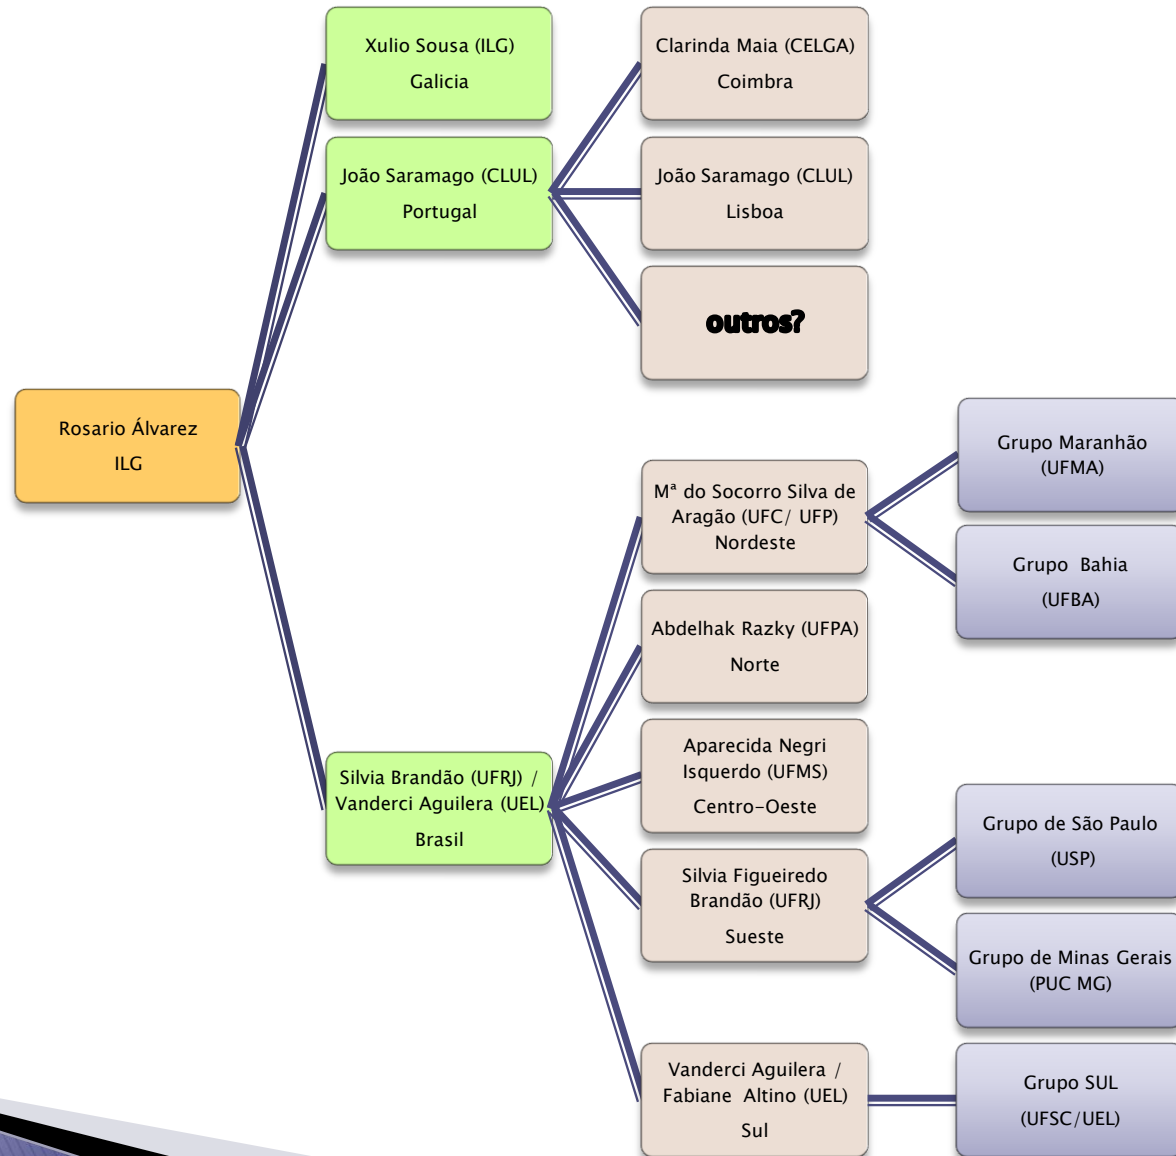 Xulio Sousa (ILG)
Galicia
João Saramago (CLUL)
Portugal
Clarinda Maia (CELGA)
Coimbra
João Saramago (CLUL)
Lisboa
outros?
Rosario Álvarez
ILG
Mª do Socorro Silva de
Aragão (UFC/ UFP)
Nordeste
Grupo Maranhão
(UFMA)
Grupo  Bahia
(UFBA)
Abdelhak Razky (UFPA)
Norte
Silvia Brandão (UFRJ) /
Vanderci Aguilera (UEL)
Brasil
Aparecida Negri
Isquerdo (UFMS)
Centro-Oeste
Silvia Figueiredo
Brandão (UFRJ)
Sueste
Grupo de São Paulo
(USP)
Grupo de Minas Gerais
(PUC MG)
Vanderci Aguilera /
Fabiane  Altino (UEL)
Sul
Grupo SUL
(UFSC/UEL)